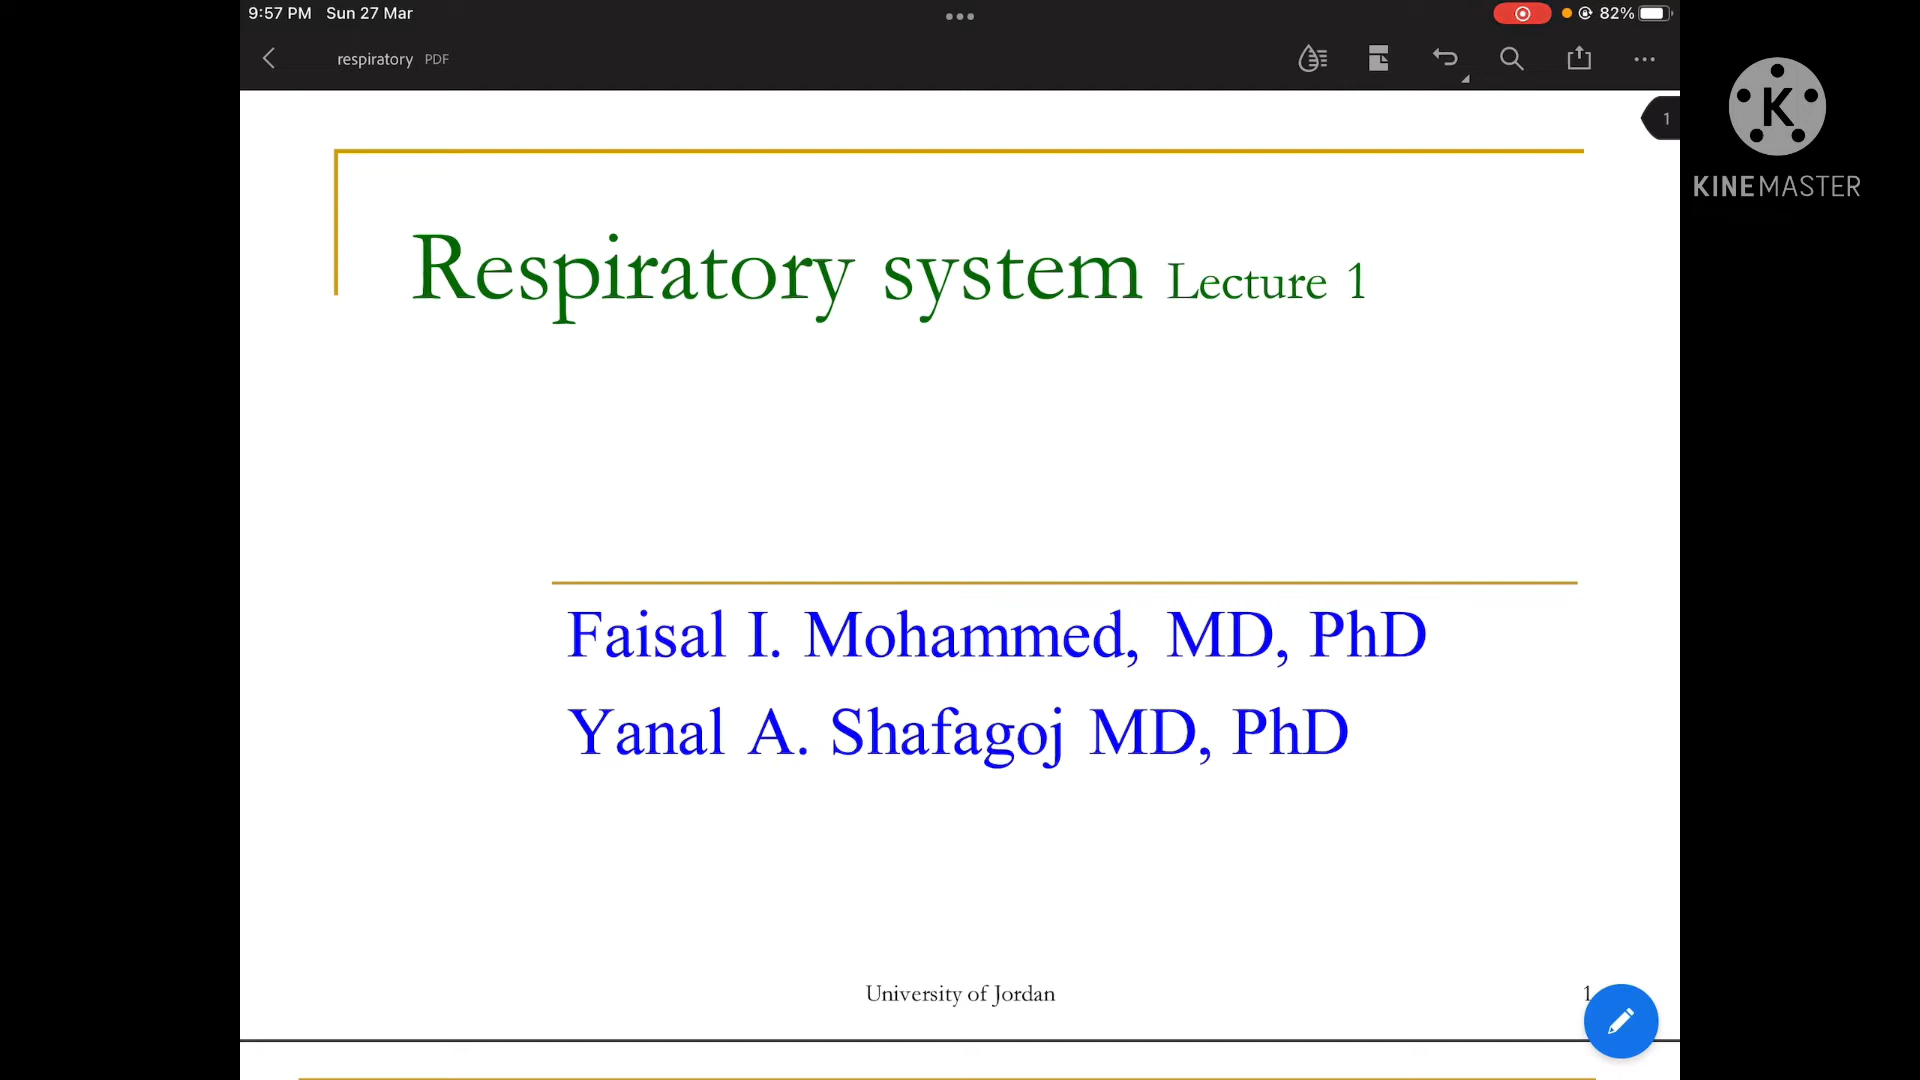 9:57 PM Sun 27 Mar
82%
respiratory PDF
1
K
KINEMASTER
Respiratory system Lecture 1
Faisal I. Mohammed, MD, PhD
Yanal A. Shafagoj MD, PhD
University of Jordan
1